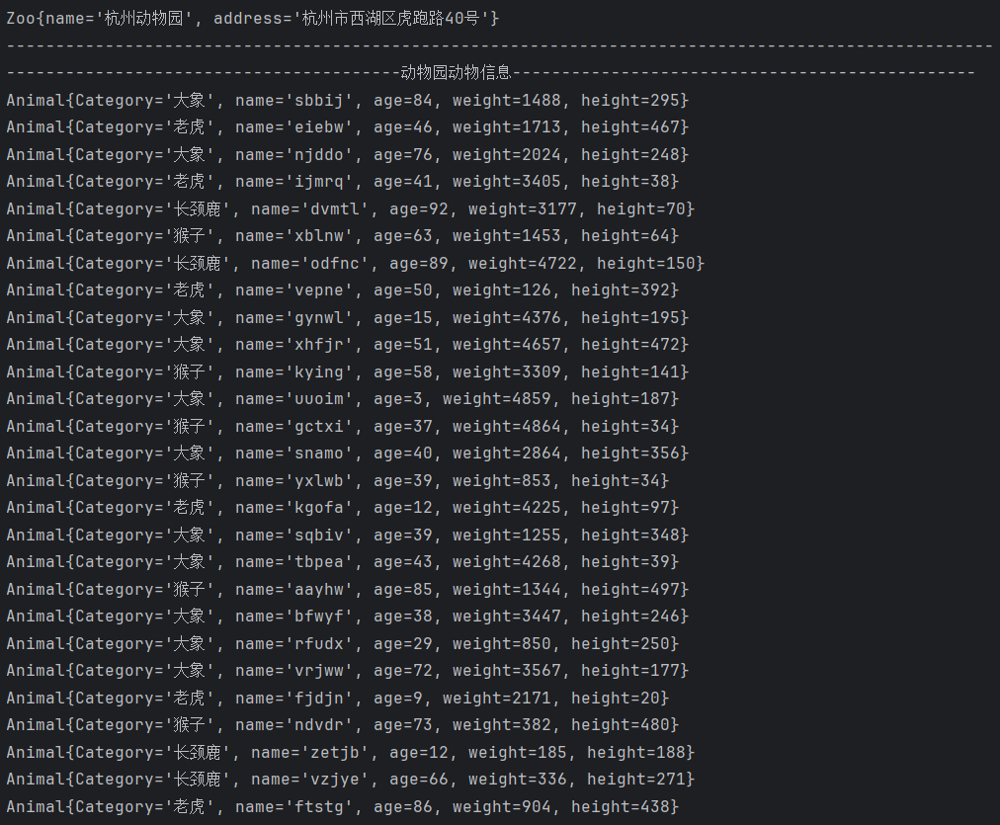 Zoo{name='杭州动物园', address='杭州市西湖区虎跑路40号'}
----------------------------------------------------------------------------------------------------
----------------------------------------动物园动物信息-----------------------------------------------
Animal{Category='大象', name='sbbij', age=84, weight=1488, height=295}
Animal{Category='老虎', name='eiebw', age=46, weight=1713, height=467}
Animal{Category='大象', name='njddo', age=76, weight=2024, height=248}
Animal{Category='老虎', name='ijmrq', age=41, weight=3405, height=38}
Animal{Category='长颈鹿', name='dvmtl', age=92, weight=3177, height=70}
Animal{Category='猴子', name='xblnw', age=63, weight=1453, height=64}
Animal{Category='长颈鹿', name='odfnc', age=89, weight=4722, height=150}
Animal{Category='老虎', name='vepne', age=50, weight=126, height=392}
Animal{Category='大象', name='gynwl', age=15, weight=4376, height=195}
Animal{Category='大象', name='xhfjr', age=51, weight=4657, height=472}
Animal{Category='猴子', name='kying', age=58, weight=3309, height=141}
Animal{Category='大象', name='uuoim', age=3, weight=4859, height=187}
Animal{Category='猴子', name='gctxi', age=37, weight=4864, height=34}
Animal{Category='大象', name='snamo', age=40, weight=2864, height=356}
Animal{Category='猴子', name='yxlwb', age=39, weight=853, height=34}
Animal{Category='老虎', name='kgofa', age=12, weight=4225, height=97}
Animal{Category='大象', name='sqbiv', age=39, weight=1255, height=348}
Animal{Category='大象', name='tbpea', age=43, weight=4268, height=39}
Animal{Category='猴子', name='aayhw', age=85, weight=1344, height=497}
Animal{Category='大象', name='bfwyf', age=38, weight=3447, height=246}
Animal{Category='大象', name='rfudx', age=29, weight=850, height=250}
Animal{Category='大象', name='vrjww', age=72, weight=3567, height=177}
Animal{Category='老虎', name='fjdjn', age=9, weight=2171, height=20}
Animal{Category='猴子', name='ndvdr', age=73, weight=382, height=480}
Animal{Category='长颈鹿', name='zetjb', age=12, weight=185, height=188}
Animal{Category='长颈鹿', name='vzjye', age=66, weight=336, height=271}
Animal{Category='老虎', name='ftstg', age=86, weight=904, height=438}